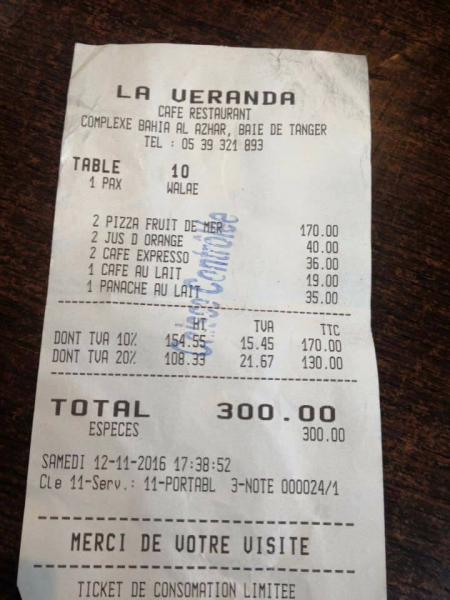 LA VERANDA
CAFE RESTAURANT
COMPLEXE BAHIA AL AZHAR, BAIE DE TANGER
TEL : 05 39 321 893
TABLE 10
1 PAX WALAE
2 PIZZA FRUIT DE MER 170.00
2 JUS D ORANGE 40.00
2 CAFE EXPRESSO 36.00
1 CAFE AU LAIT 19.00
1 PANACHE AU LAIT 35.00
HT TVA TTC
DONT TVA 10% 154.55 15.45 170.00
DONT TVA 20% 108.33 21.67 130.00
TOTAL 300.00
ESPECES 300.00
SAMEDI 12-11-2016 17:38:52
Cle 11-Serv.: 11-PORTABL 3-NOTE 000024/1
MERCI DE VOTRE VISITE
TICKET DE CONSOMATION LIMITEE